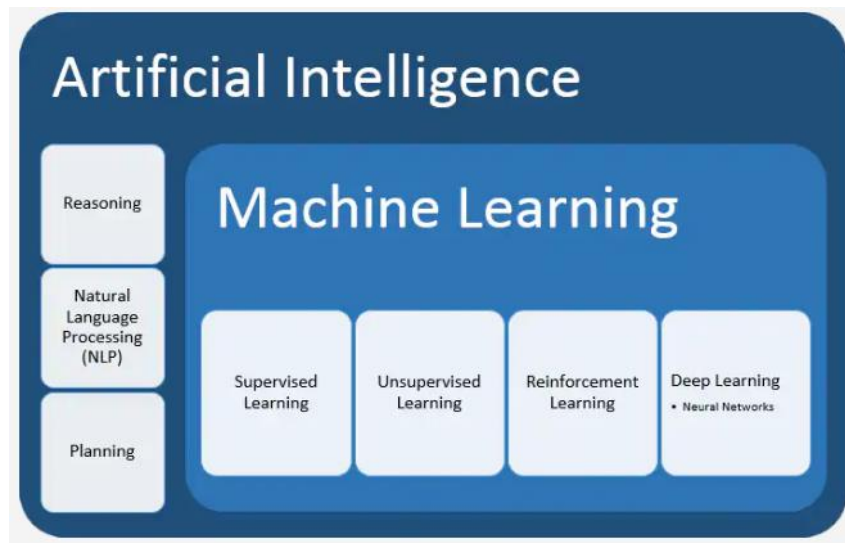 Artificial Intelligence
Reasoning
Natural
Language
Processing
(NLP)
Planning
Machine Learning
Supervised
Learning
Unsupervised
Learning
Reinforcement
Learning
Deep Learning
• Neural Networks